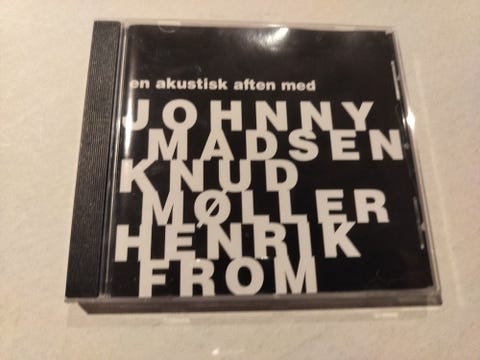 en akustisk aften med
JOHNNY
MADSEN
KNUD
MØLLER
HENRIK
FROM